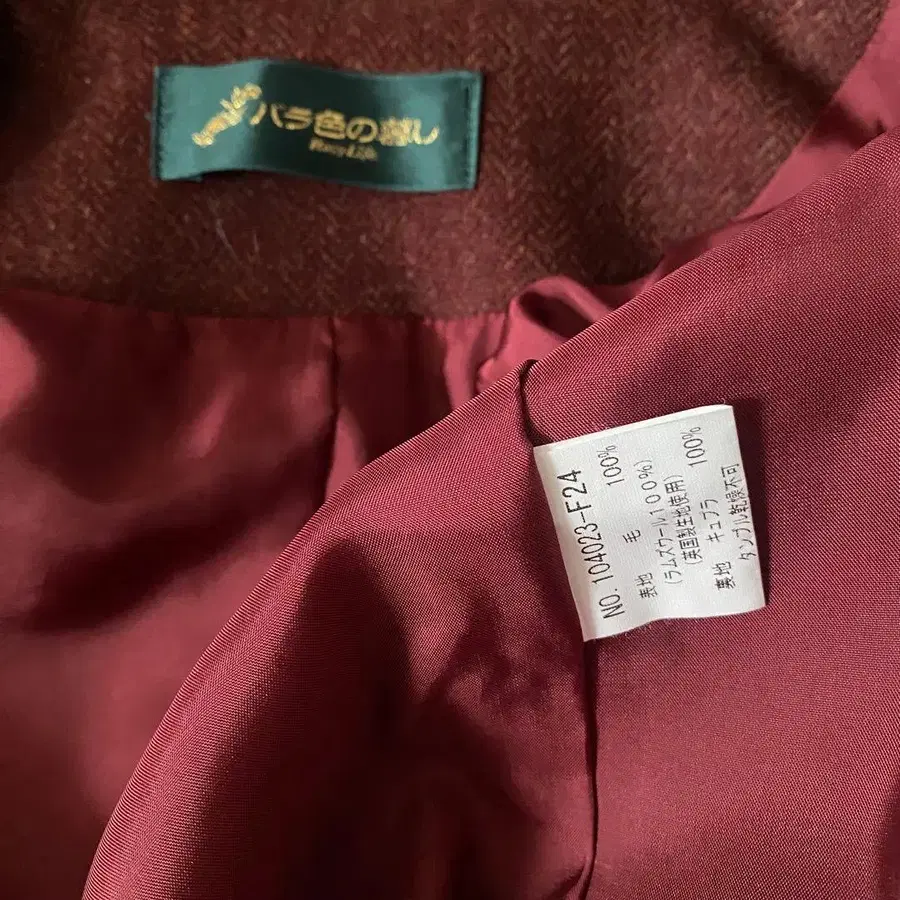 バラ色の暮し
Rosy Life
NO. 104023-F24
表地 毛 100%
(ラムズウール100%)
(英国製生地使用)
裏地 キュプラ 100%
タンブル乾燥不可